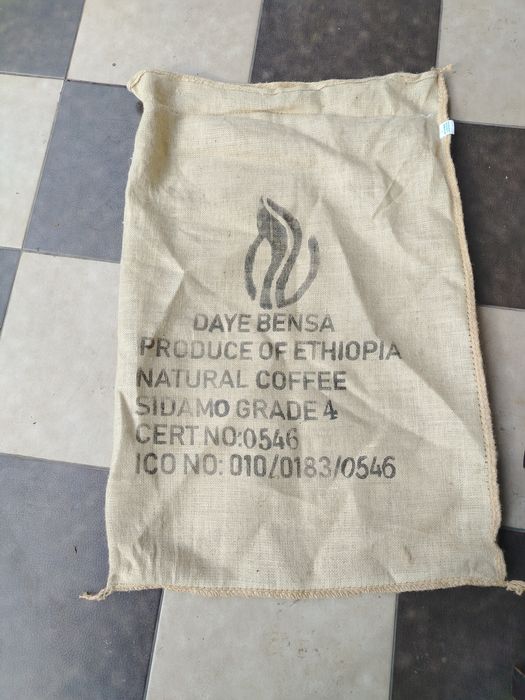 DAYE BENSA
PRODUCE OF ETHIOPIA
NATURAL COFFEE
SIDAMO GRADE 4
CERT NO:0546
ICO NO: 010/0183/0546